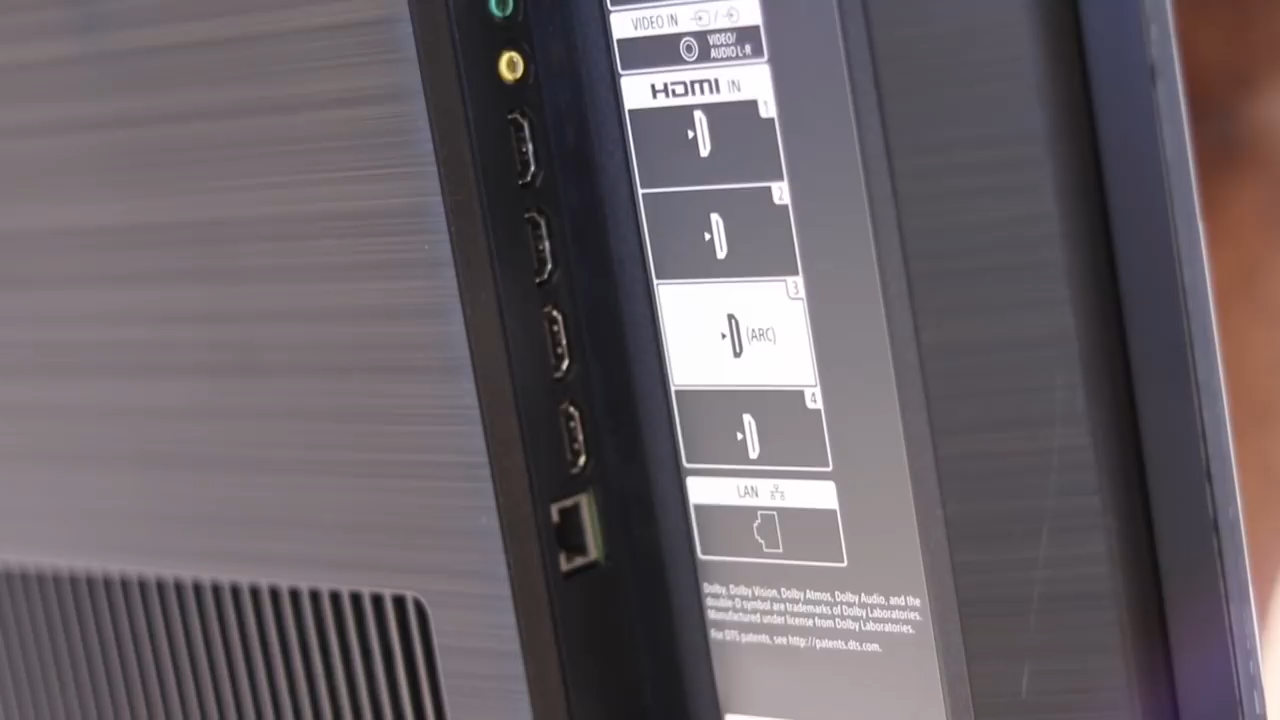 VIDEO IN
VIDEO/
AUDIO L-R
HDMI IN
1
2
3
(ARC)
4
LAN
Dolby, Dolby Vision, Dolby Atmos, Dolby Audio, and the
double-D symbol are trademarks of Dolby Laboratories.
Manufactured under license from Dolby Laboratories.
For DTS patents, see http://patents.dts.com.